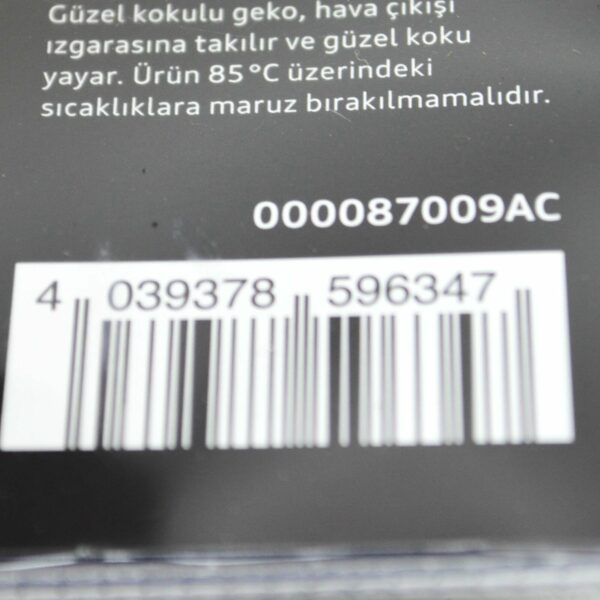 Güzel kokulu geko, hava çıkışı
ızgarasına takılır ve güzel koku
yayar. Ürün 85 °C üzerindeki
sıcaklıklara maruz bırakılmamalıdır.
000087009AC
4 039378 596347